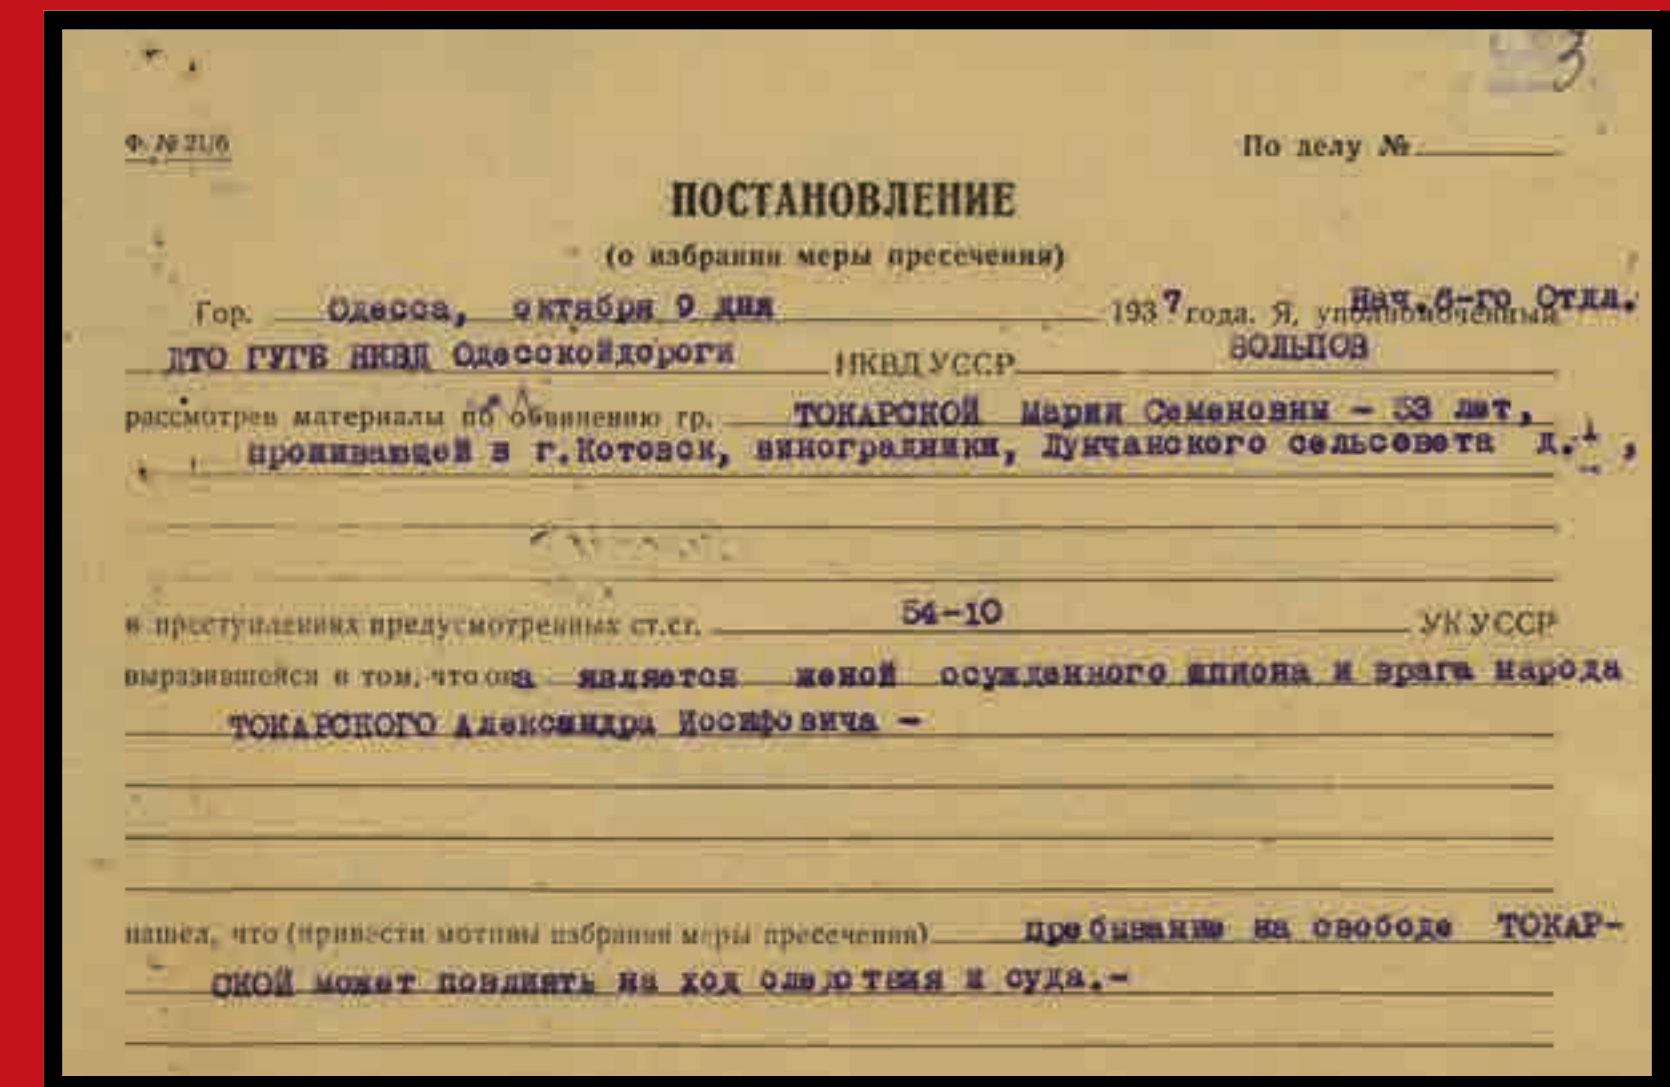 3
Ф. № 21/6
По делу №
ПОСТАНОВЛЕНИЕ
(о избрании меры пресечения)
Гор. Одесса, октября 9 дня 1937 года. Я, уполномоченный Нач. 6-го Отдл.
ДТО ГУГБ НКВД Одесскойдороги НКВД УССР ВОЛЬПОВ
рассмотрев материалы по обвинению гр. ТОКАРСКОЙ Марии Семеновны - 53 лет,
проживающей в г.Котовск, виноградники, сельсовета д.1,
в преступлениях предусмотренных ст.ст. 54-10 УК УССР
выразившейся в том, что она является женой осужденного шпиона и врага народа
ТОКАРСКОГО Александра Иосифовича -
нашел, что (привести мотивы избрания меры пресечения) пребывание на свободе ТОКАР-
СКОЙ может повлиять на ход следствия и суда.-